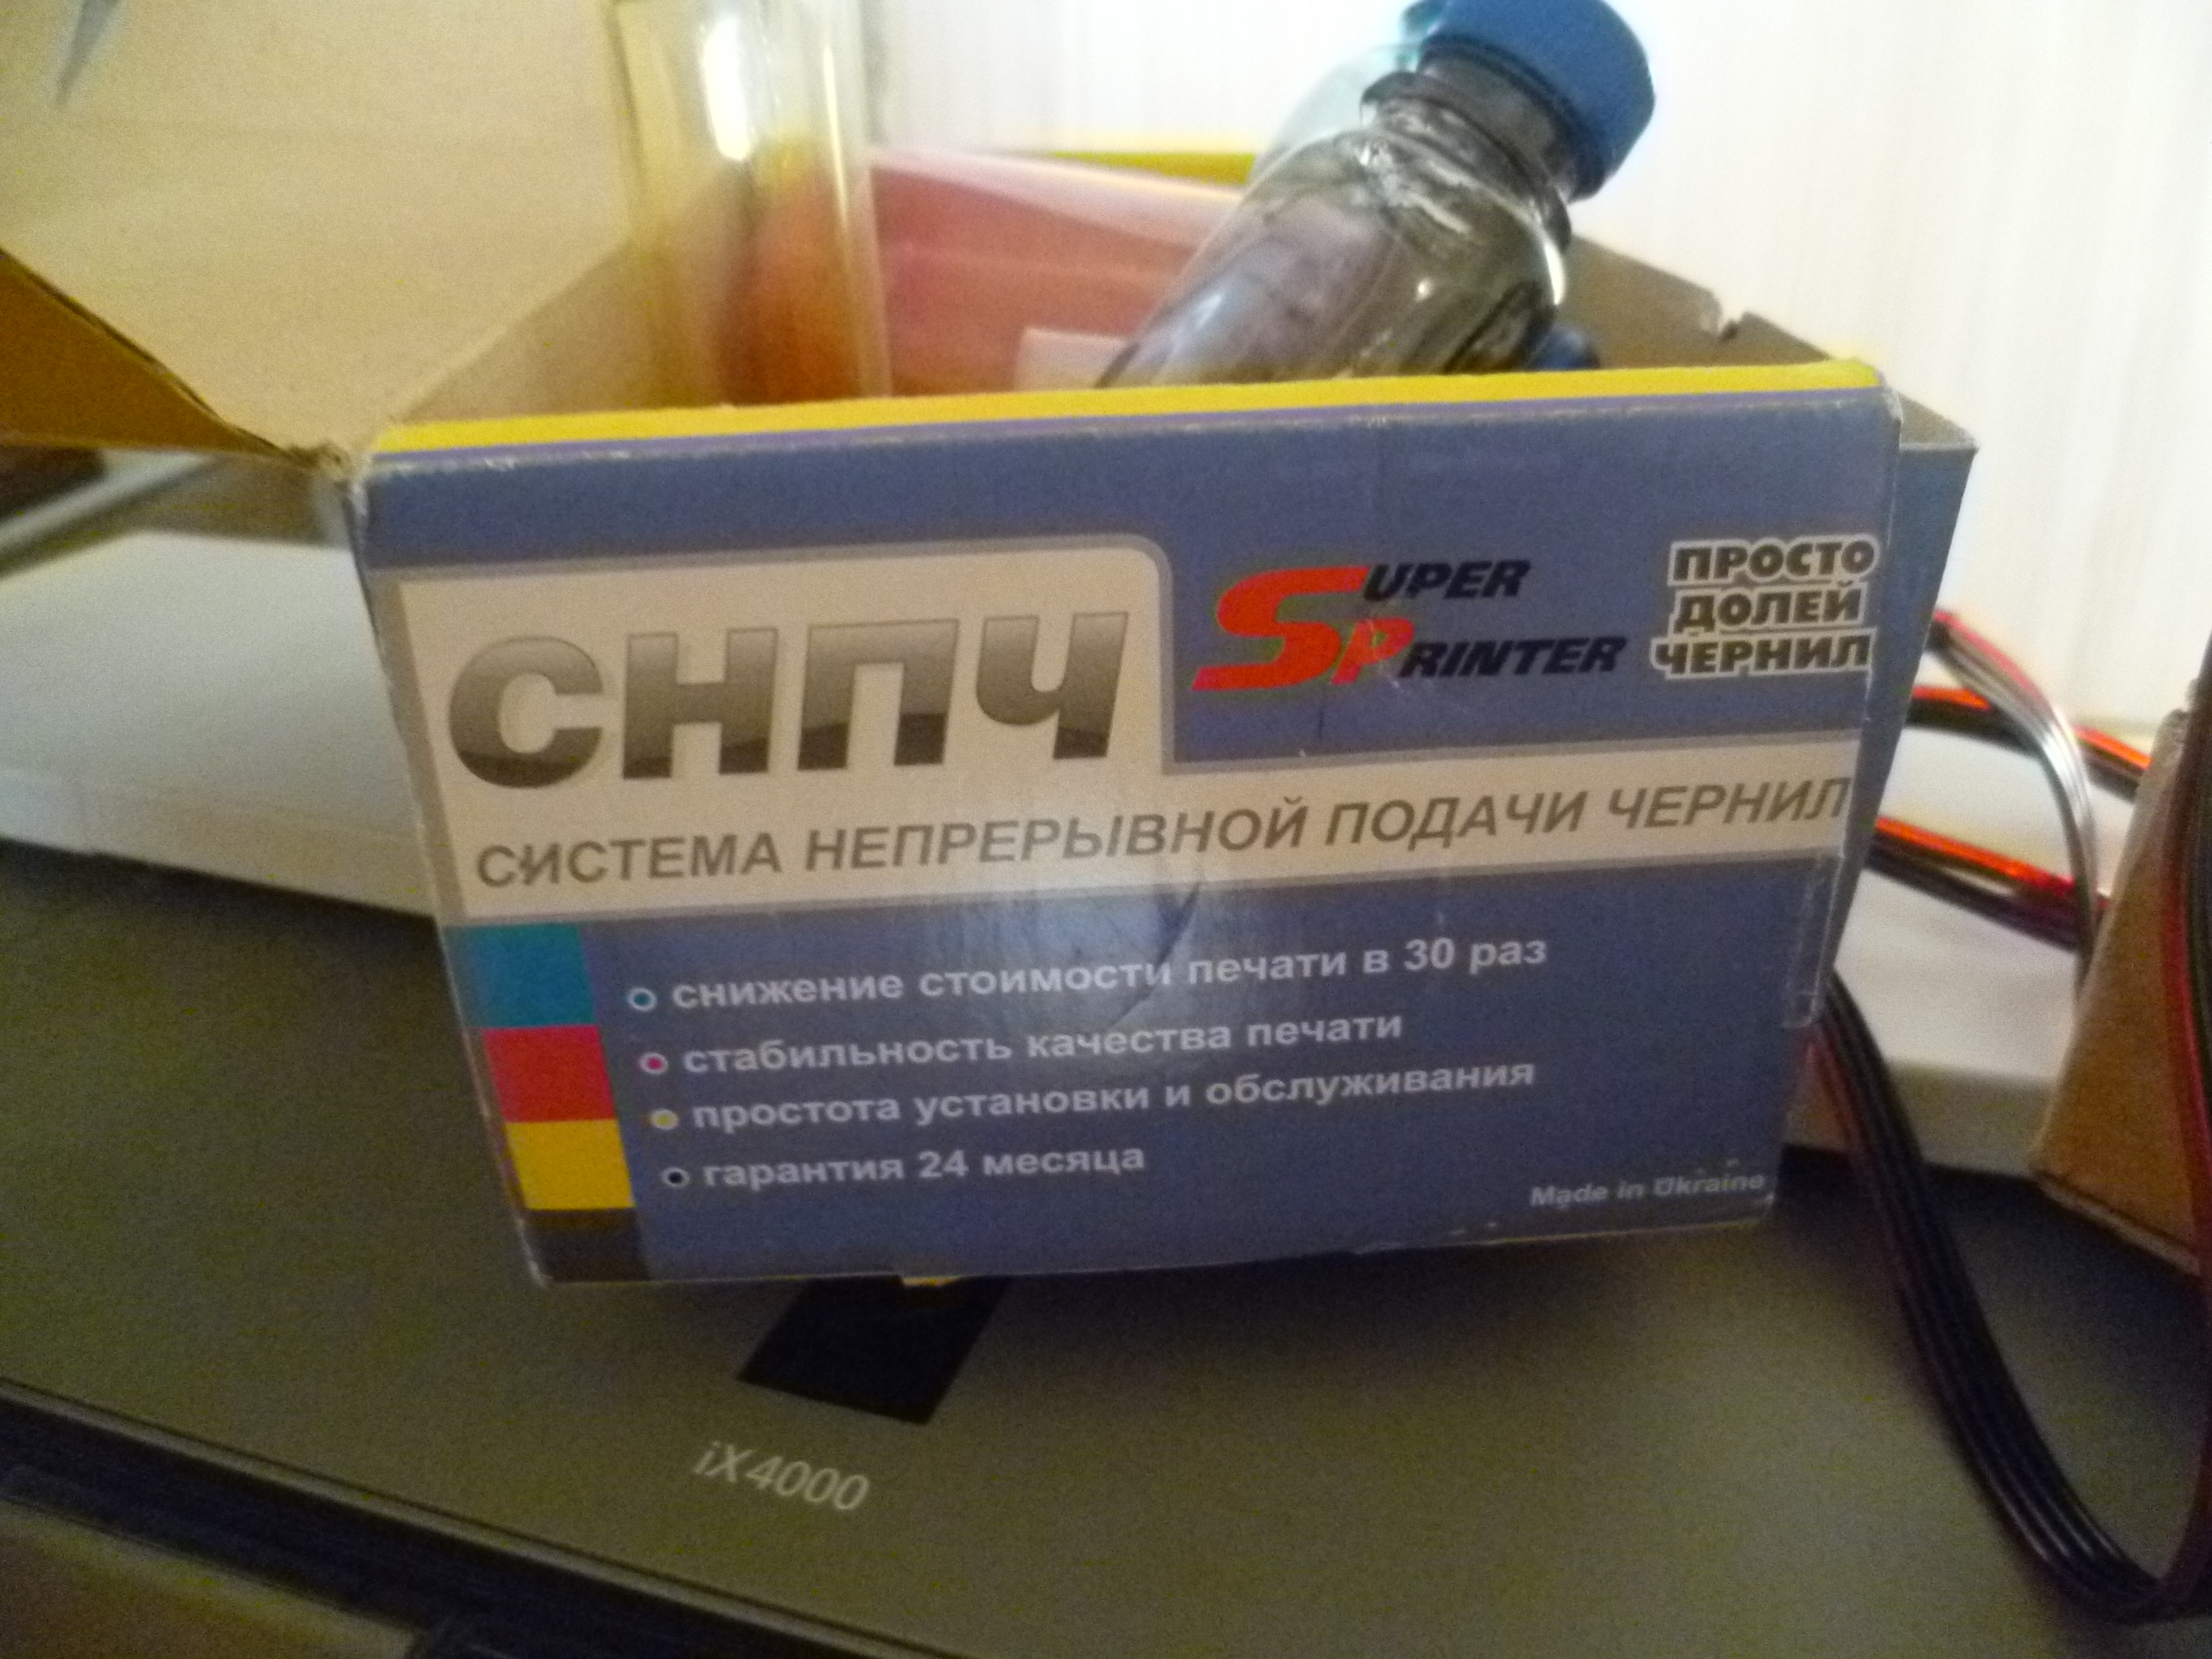 СНПЧ
SUPER
SPRINTER
ПРОСТО
ДОЛЕЙ
ЧЕРНИЛ
СИСТЕМА НЕПРЕРЫВНОЙ ПОДАЧИ ЧЕРНИЛ
снижение стоимости печати в 30 раз
стабильность качества печати
простота установки и обслуживания
гарантия 24 месяца
Made in Ukraine
iX4000